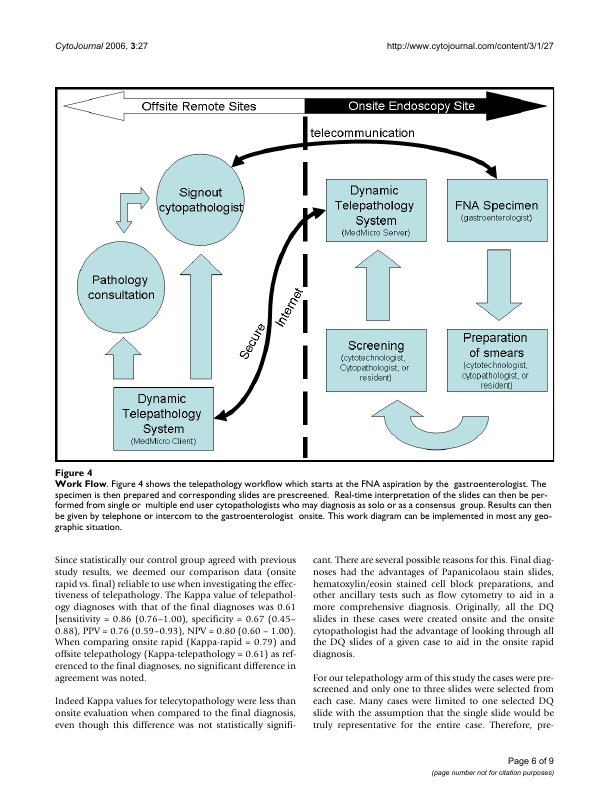 CytoJournal 2006, 3:27
http://www.cytojournal.com/content/3/1/27
Offsite Remote Sites
Onsite Endoscopy Site
telecommunication
Signout
cytopathologist
Pathology
consultation
Dynamic
Telepathology
System
(MedMicro Client)
Secure
Internet
Dynamic
Telepathology
System
(MedMicro Server)
FNA Specimen
(gastroenterologist)
Screening
(cytotechnologist,
Cytopathologist, or
resident)
Preparation
of smears
(cytotechnologist,
cytopathologist, or
resident)
Figure 4
Work Flow. Figure 4 shows the telepathology workflow which starts at the FNA aspiration by the gastroenterologist. The
specimen is then prepared and corresponding slides are prescreened. Real-time interpretation of the slides can then be per-
formed from single or multiple end user cytopathologists who may diagnosis as solo or as a consensus group. Results can then
be given by telephone or intercom to the gastroenterologist onsite. This work diagram can be implemented in most any geo-
graphic situation.
Since statistically our control group agreed with previous
study results, we deemed our comparison data (onsite
rapid vs. final) reliable to use when investigating the effec-
tiveness of telepathology. The Kappa value of telepathol-
ogy diagnoses with that of the final diagnoses was 0.61
[sensitivity = 0.86 (0.76–1.00), specificity = 0.67 (0.45–
0.88), PPV = 0.76 (0.59–0.93), NPV = 0.80 (0.60 – 1.00).
When comparing onsite rapid (Kappa-rapid = 0.79) and
offsite telepathology (Kappa-telepathology = 0.61) as ref-
erenced to the final diagnoses, no significant difference in
agreement was noted.
Indeed Kappa values for telecytopathology were less than
onsite evaluation when compared to the final diagnosis,
even though this difference was not statistically signifi-
cant. There are several possible reasons for this. Final diag-
noses had the advantages of Papanicolaou stain slides,
hematoxylin/eosin stained cell block preparations, and
other ancillary tests such as flow cytometry to aid in a
more comprehensive diagnosis. Originally, all the DQ
slides in these cases were created onsite and the onsite
cytopathologist had the advantage of looking through all
the DQ slides of a given case to aid in the onsite rapid
diagnosis.
For our telepathology arm of this study the cases were pre-
screened and only one to three slides were selected from
each case. Many cases were limited to one selected DQ
slide with the assumption that the single slide would be
truly representative for the entire case. Therefore, pre-
Page 6 of 9
(page number not for citation purposes)